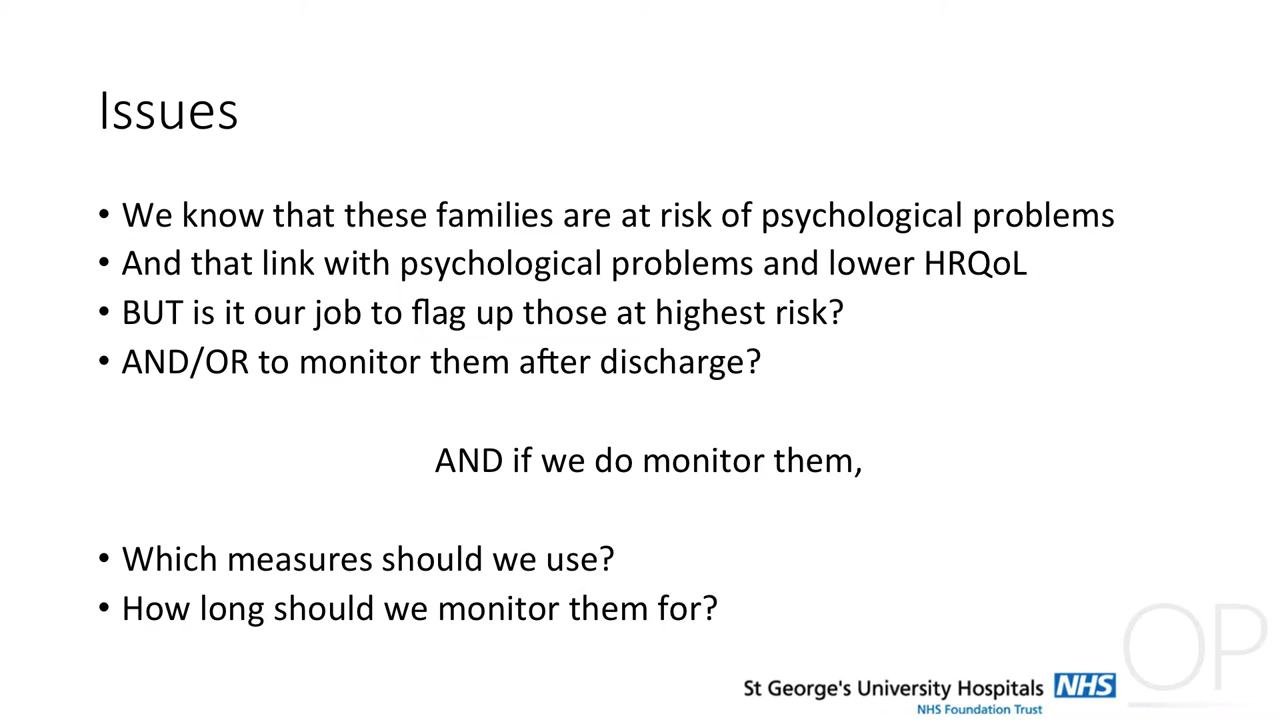 Issues
• We know that these families are at risk of psychological problems
• And that link with psychological problems and lower HRQoL
• BUT is it our job to flag up those at highest risk?
• AND/OR to monitor them after discharge?
AND if we do monitor them,
• Which measures should we use?
• How long should we monitor them for?
OP
St George's University Hospitals NHS
NHS Foundation Trust